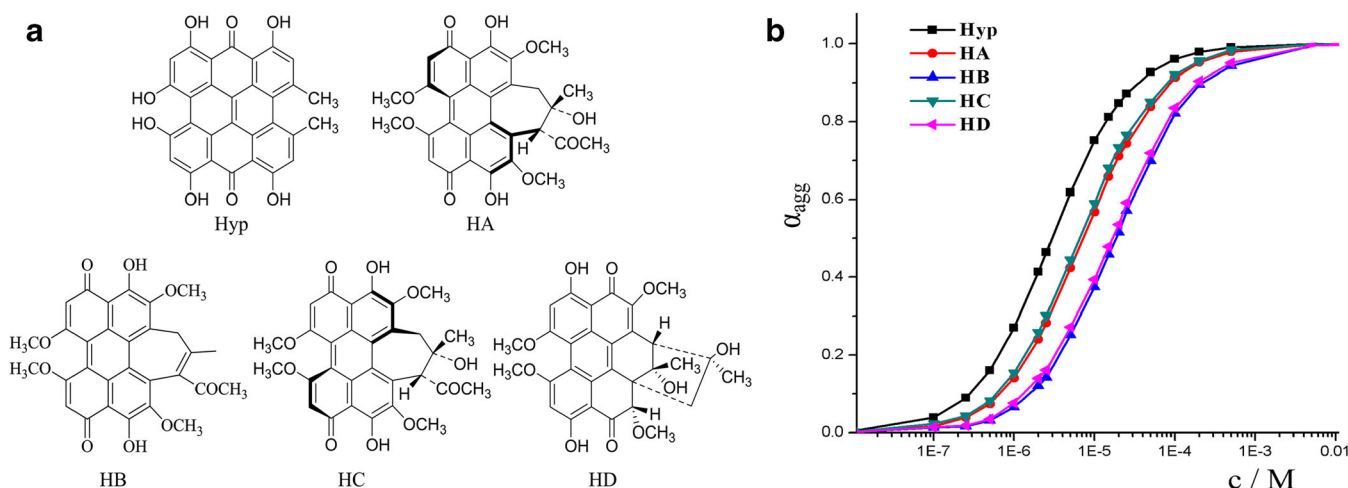 a
OH O OH
HO
HO
CH3
CH3
OH O OH
Hyp
O OH
OCH3
CH3O
CH3O
CH3
OH
H
COCH3
OCH3
O OH
HA
O OH
OCH3
H3CO
H3CO
COCH3
OCH3
O OH
HB
O OH
OCH3
H3CO
H3CO
CH3
OH
H
COCH3
OCH3
O OH
HC
OH O
OCH3
H
OH
CH3
H3CO
H3CO
CH3
OH
H
OCH3
OH O
HD
b
Hyp
HA
HB
HC
HD
1.0
0.8
0.6
0.4
0.2
0.0
αagg
1E-7 1E-6 1E-5 1E-4 1E-3 0.01
c / M